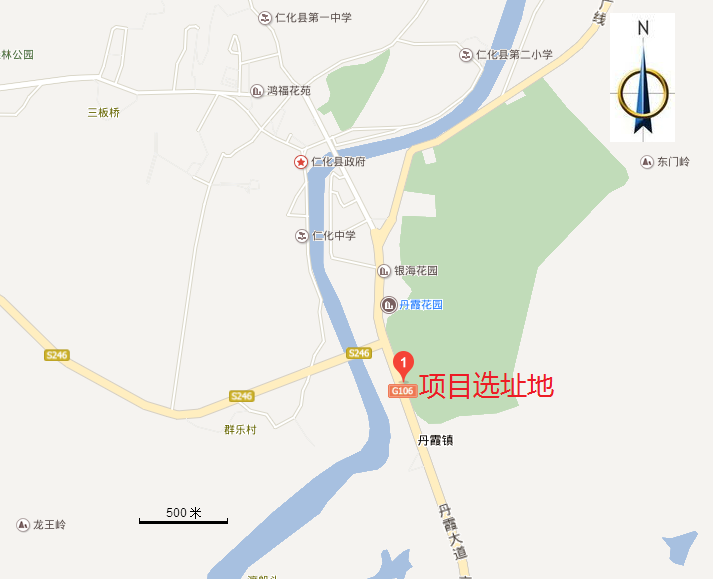 仁化县第一中学
广线
N
林公园
仁化县第二小学
鸿福花苑
三板桥
仁化县政府
东门岭
仁化中学
银海花园
丹霞花园
S246
S246
1
S246
G106
项目选址地
群乐村
丹霞镇
500 米
丹霞大道
龙王岭